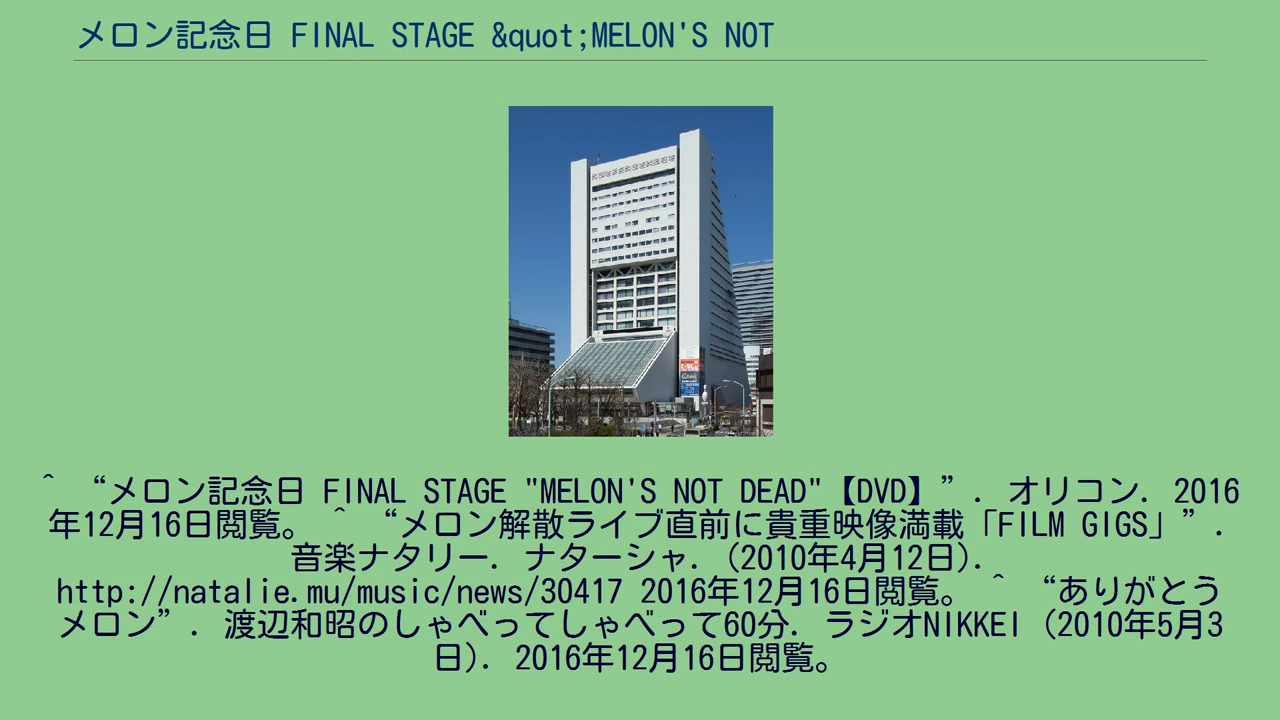 メロン記念日 FINAL STAGE &quot;MELON'S NOT
^ “メロン記念日 FINAL STAGE "MELON'S NOT DEAD"【DVD】”. オリコン. 2016
年12月16日閲覧。 ^ “メロン解散ライブ直前に貴重映像満載「FILM GIGS」”.
音楽ナタリー. ナターシャ. (2010年4月12日).
http://natalie.mu/music/news/30417 2016年12月16日閲覧。 ^ “ありがとう
メロン”. 渡辺和昭のしゃべってしゃべって60分. ラジオNIKKEI (2010年5月3
日). 2016年12月16日閲覧。